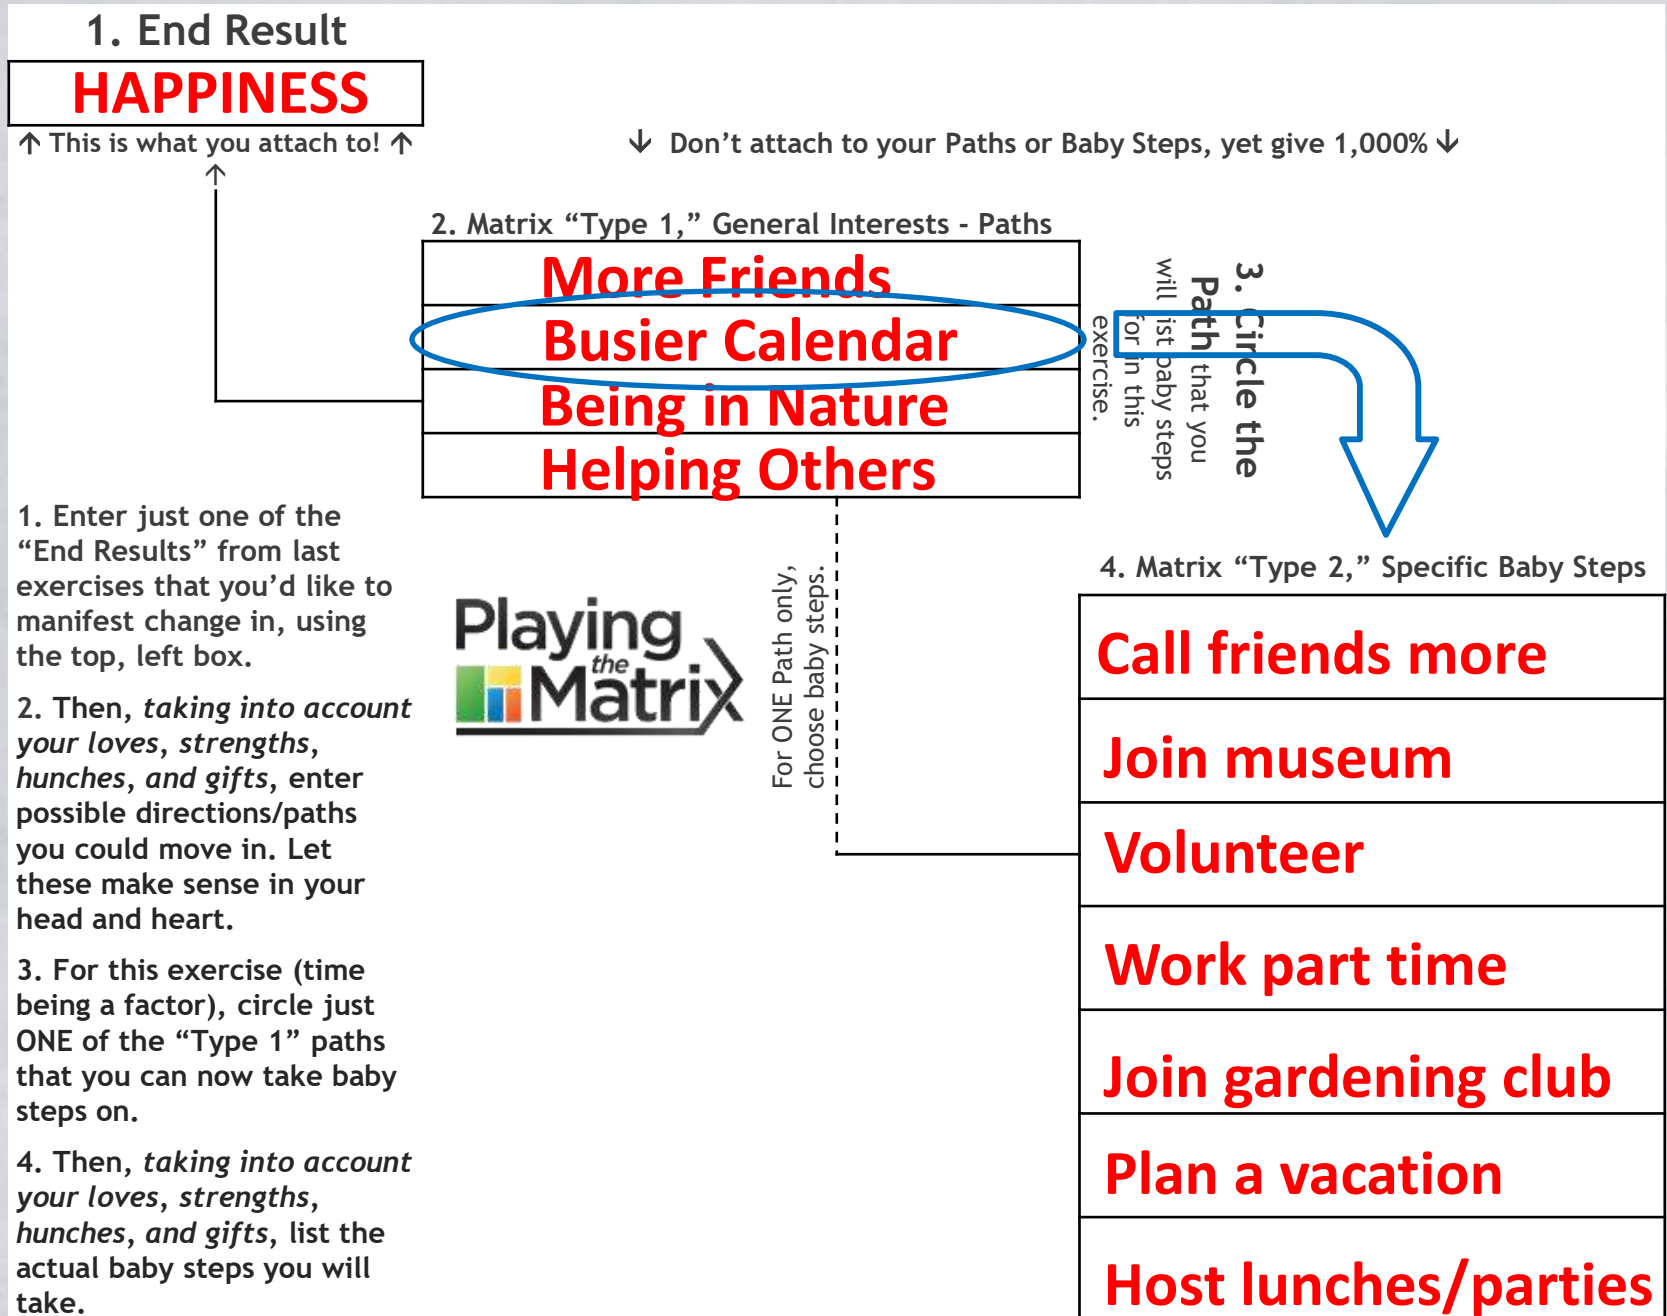 1. End Result
HAPPINESS
↑ This is what you attach to! ↑
↓ Don’t attach to your Paths or Baby Steps, yet give 1,000% ↓
2. Matrix “Type 1,” General Interests - Paths
More Friends
Busier Calendar
Being in Nature
Helping Others
3. Circle the
Path that you
will list baby steps
for in this
exercise.
1. Enter just one of the
“End Results” from last
exercises that you’d like to
manifest change in, using
the top, left box.
2. Then, taking into account
your loves, strengths,
hunches, and gifts, enter
possible directions/paths
you could move in. Let
these make sense in your
head and heart.
3. For this exercise (time
being a factor), circle just
ONE of the “Type 1” paths
that you can now take baby
steps on.
4. Then, taking into account
your loves, strengths,
hunches, and gifts, list the
actual baby steps you will
take.
Playing
the
Matrix
For ONE Path only,
choose baby steps.
4. Matrix “Type 2,” Specific Baby Steps
Call friends more
Join museum
Volunteer
Work part time
Join gardening club
Plan a vacation
Host lunches/parties